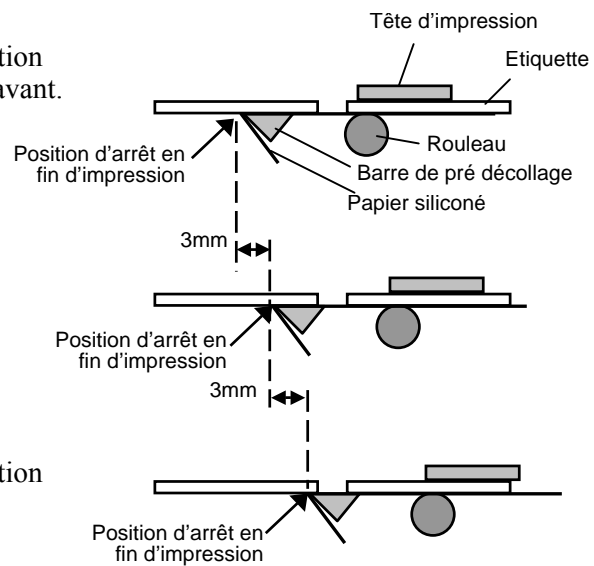 Tête d'impression
tion
avant.
Etiquette
Rouleau
Position d'arrêt en
fin d'impression
Barre de pré décollage
Papier siliconé
3mm
Position d'arrêt en
fin d'impression
3mm
tion
Position d'arrêt en
fin d'impression